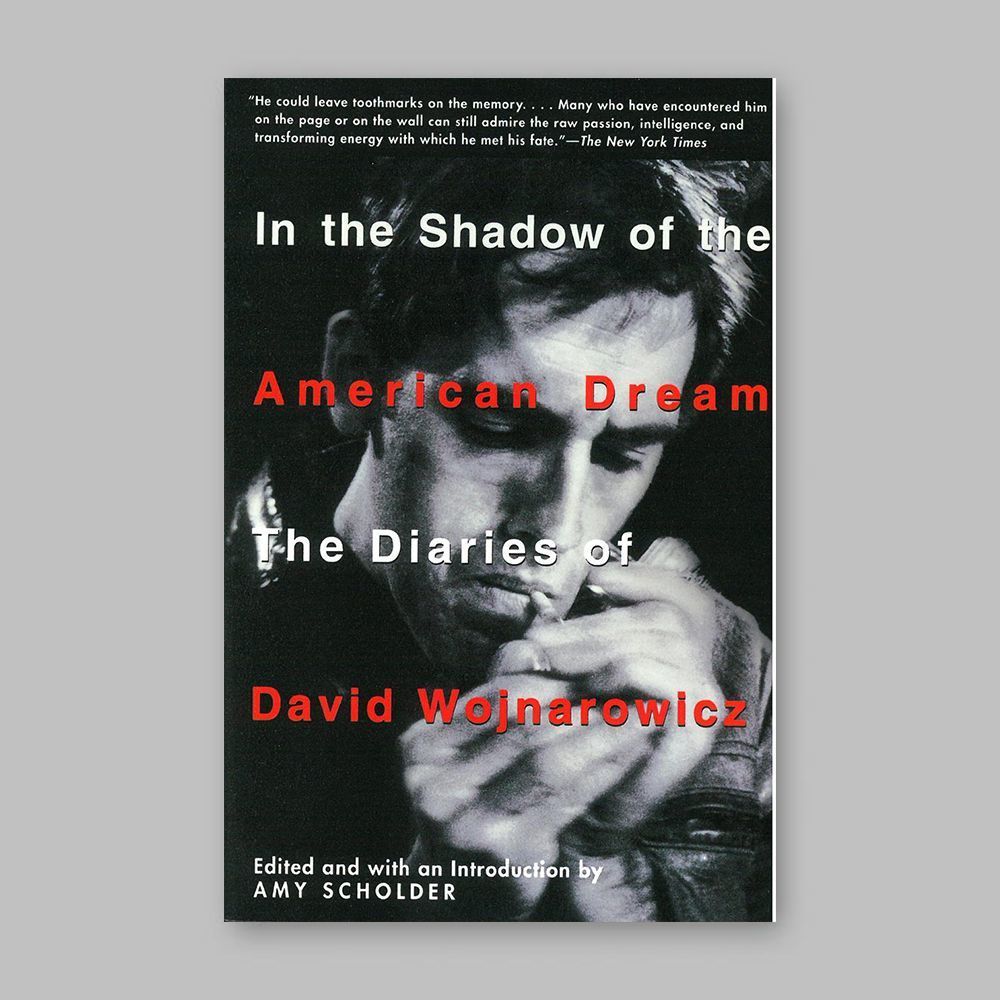 "He could leave toothmarks on the memory. . . . Many who have encountered him
on the page or on the wall can still admire the raw passion, intelligence, and
transforming energy with which he met his fate."—The New York Times
In the Shadow of the
American Dream
The Diaries of
David Wojnarowicz
Edited and with an Introduction by
AMY SCHOLDER